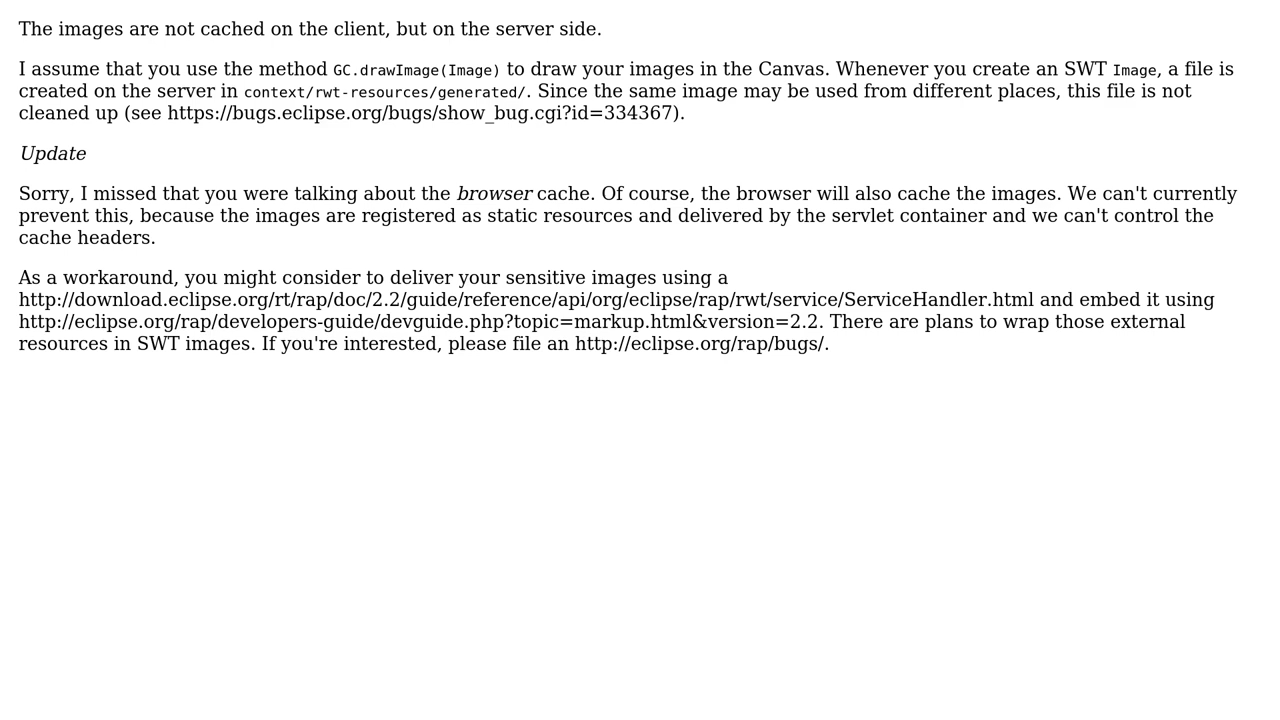 The images are not cached on the client, but on the server side.
I assume that you use the method GC.drawImage(Image) to draw your images in the Canvas. Whenever you create an SWT Image, a file is
created on the server in context/rwt-resources/generated/. Since the same image may be used from different places, this file is not
cleaned up (see https://bugs.eclipse.org/bugs/show_bug.cgi?id=334367).
Update
Sorry, I missed that you were talking about the browser cache. Of course, the browser will also cache the images. We can't currently
prevent this, because the images are registered as static resources and delivered by the servlet container and we can't control the
cache headers.
As a workaround, you might consider to deliver your sensitive images using a
http://download.eclipse.org/rt/rap/doc/2.2/guide/reference/api/org/eclipse/rap/rwt/service/ServiceHandler.html and embed it using
http://eclipse.org/rap/developers-guide/devguide.php?topic=markup.html&version=2.2. There are plans to wrap those external
resources in SWT images. If you're interested, please file an http://eclipse.org/rap/bugs/.